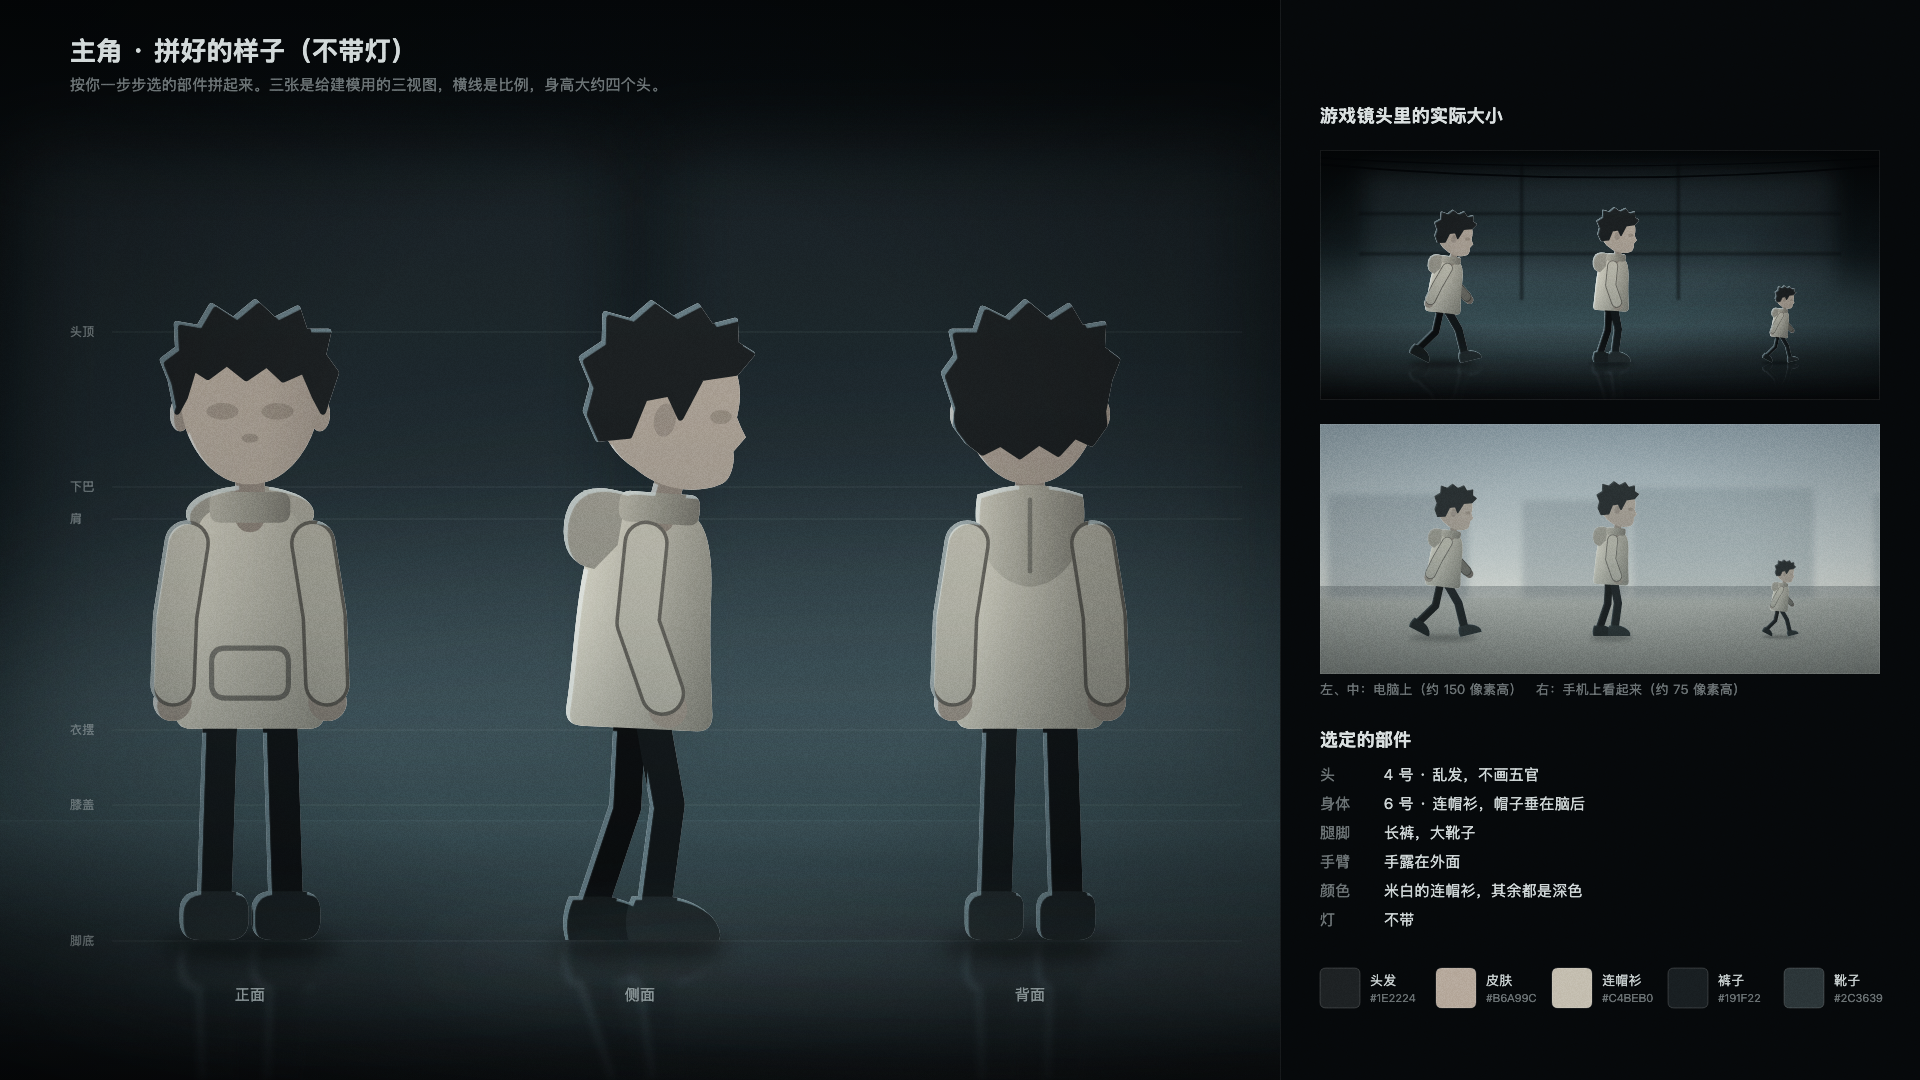 主角 · 拼好的样子（不带灯）
按你一步步选的部件拼起来。三张是给建模用的三视图，横线是比例，身高大约四个头。
头顶
下巴
肩
衣摆
膝盖
脚底
正面
侧面
背面
游戏镜头里的实际大小
左、中：电脑上（约 150 像素高） 右：手机上看起来（约 75 像素高）
选定的部件
头 4 号 · 乱发，不画五官
身体 6 号 · 连帽衫，帽子垂在脑后
腿脚 长裤，大靴子
手臂 手露在外面
颜色 米白的连帽衫，其余都是深色
灯 不带
头发
#1E2224
皮肤
#B6A99C
连帽衫
#C4BEB0
裤子
#191F22
靴子
#2C3639